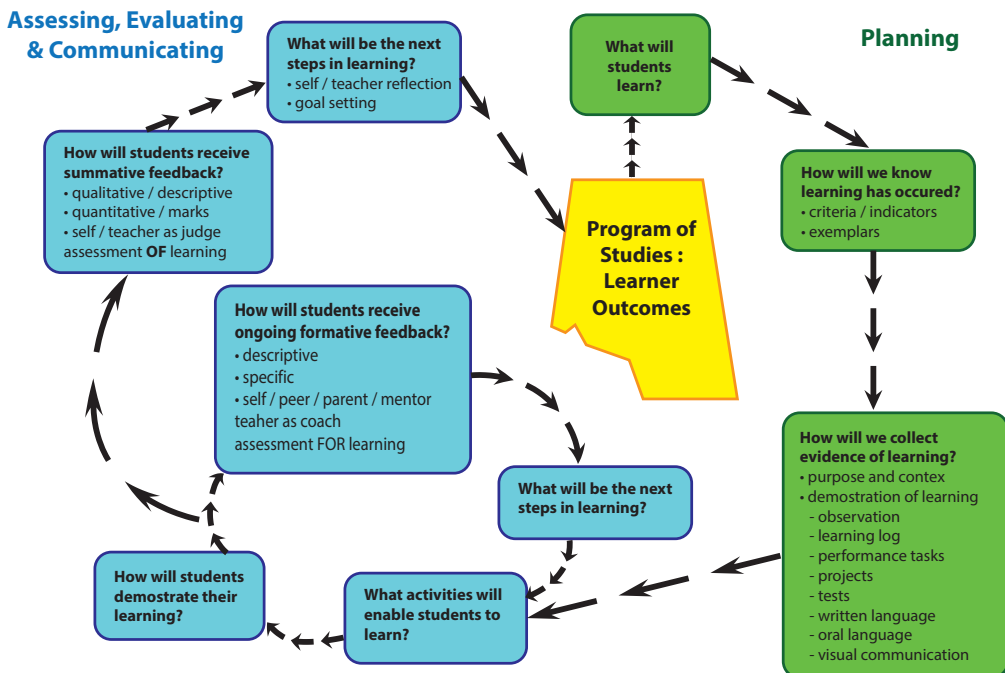 Assessing, Evaluating
& Communicating
What will be the next
steps in learning?
• self / teacher reflection
• goal setting
What will
students
learn?
Planning
How will students receive
summative feedback?
• qualitative / descriptive
• quantitative / marks
• self / teacher as judge
assessment OF learning
How will we know
learning has occured?
• criteria / indicators
• exemplars
Program of
Studies :
Learner
Outcomes
How will students receive
ongoing formative feedback?
• descriptive
• specific
• self / peer / parent / mentor
teaher as coach
assessment FOR learning
How will we collect
evidence of learning?
• purpose and contex
• demostration of learning
- observation
- learning log
- performance tasks
- projects
- tests
- written language
- oral language
- visual communication
What will be the next
steps in learning?
How will students
demostrate their
learning?
What activities will
enable students to
learn?